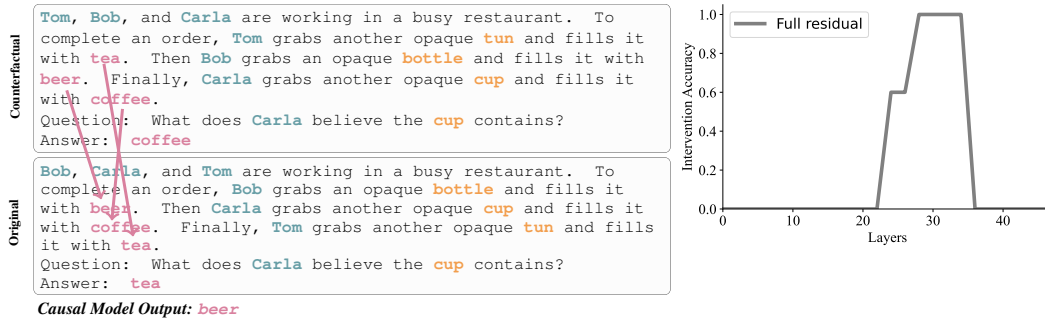 Counterfactual
Tom, Bob, and Carla are working in a busy restaurant. To
complete an order, Tom grabs another opaque tun and fills it
with tea. Then Bob grabs an opaque bottle and fills it with
beer. Finally, Carla grabs another opaque cup and fills it
with coffee.
Question: What does Carla believe the cup contains?
Answer: coffee
Original
Bob, Carla, and Tom are working in a busy restaurant. To
complete an order, Bob grabs an opaque bottle and fills it
with beer. Then Carla grabs another opaque cup and fills it
with coffee. Finally, Tom grabs another opaque tun and fills
it with tea.
Question: What does Carla believe the cup contains?
Answer: tea
Causal Model Output: beer
Full residual
Intervention Accuracy
1.0
0.8
0.6
0.4
0.2
0.0
0 10 20 30 40
Layers